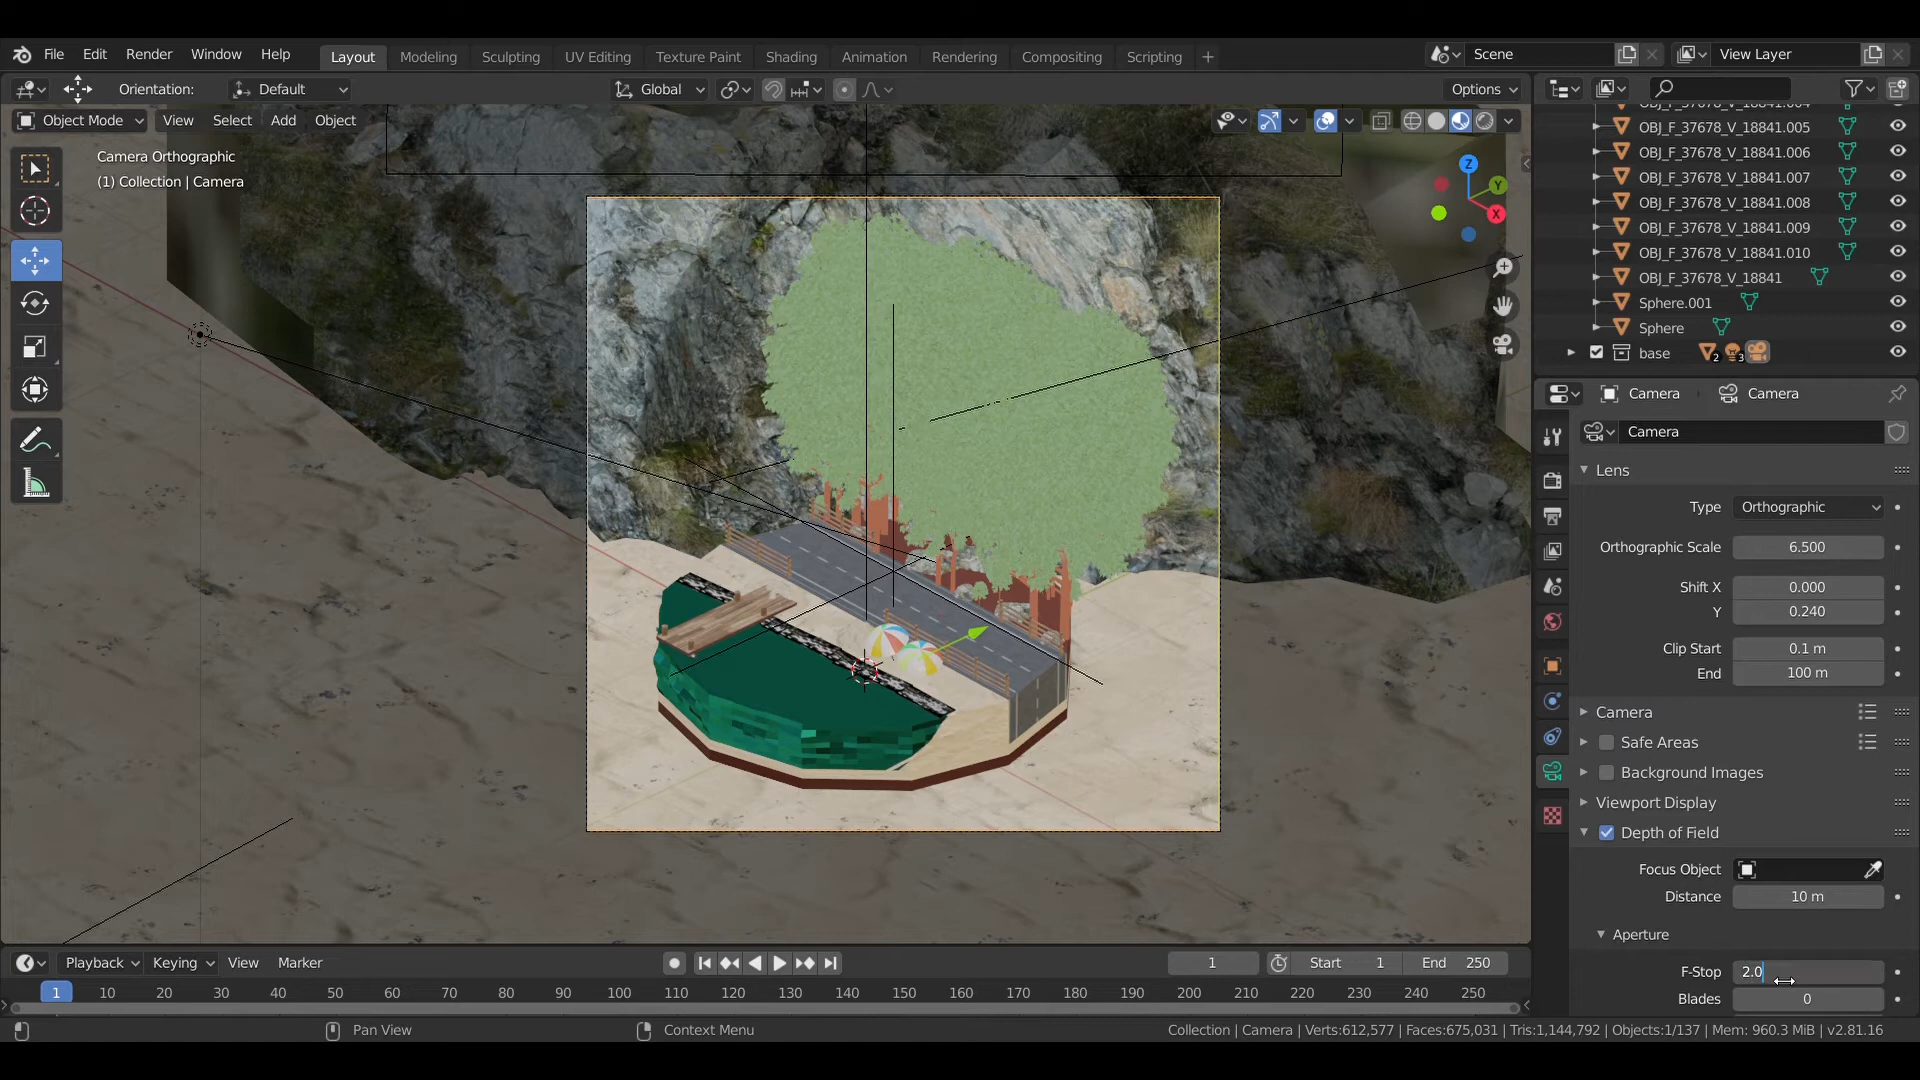 File Edit Render Window Help Layout Modeling Sculpting UV Editing Texture Paint Shading Animation Rendering Compositing Scripting + Scene View Layer
Orientation: Default Global Options
Object Mode View Select Add Object
Camera Orthographic
(1) Collection | Camera
Z
Y
X
OBJ_F_37678_V_18841.004
OBJ_F_37678_V_18841.005
OBJ_F_37678_V_18841.006
OBJ_F_37678_V_18841.007
OBJ_F_37678_V_18841.008
OBJ_F_37678_V_18841.009
OBJ_F_37678_V_18841.010
OBJ_F_37678_V_18841
Sphere.001
Sphere
base 2 3
Camera Camera
Camera
Lens
Type Orthographic
Orthographic Scale 6.500
Shift X 0.000
Y 0.240
Clip Start 0.1 m
End 100 m
Camera
Safe Areas
Background Images
Viewport Display
Depth of Field
Focus Object
Distance 10 m
Aperture
F-Stop 2.0
Blades 0
Playback Keying View Marker 1 Start 1 End 250
1 10 20 30 40 50 60 70 80 90 100 110 120 130 140 150 160 170 180 190 200 210 220 230 240 250
Pan View Context Menu Collection | Camera | Verts:612,577 | Faces:675,031 | Tris:1,144,792 | Objects:1/137 | Mem: 960.3 MiB | v2.81.16